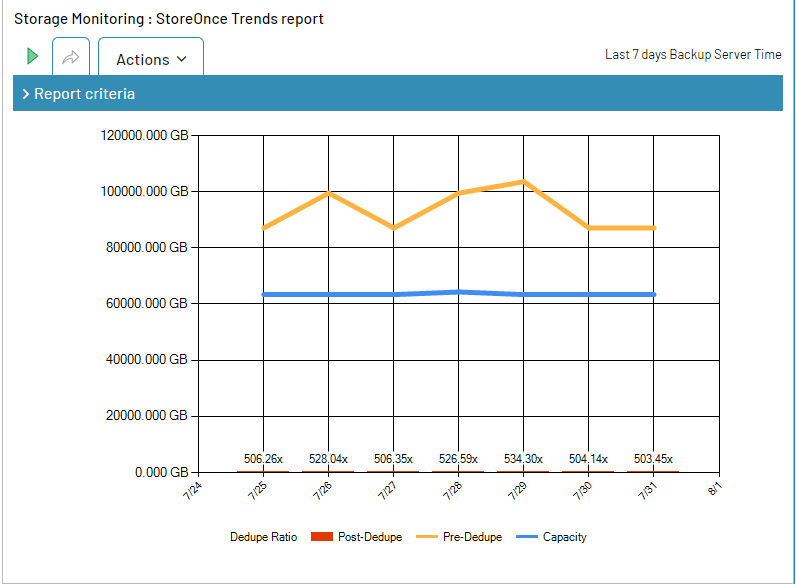 Storage Monitoring : StoreOnce Trends report
Actions
Last 7 days Backup Server Time
Report criteria
120000.000 GB
100000.000 GB
80000.000 GB
60000.000 GB
40000.000 GB
20000.000 GB
0.000 GB
506.26x 528.04x 506.35x 526.59x 534.30x 504.14x 503.45x
7/24 7/25 7/26 7/27 7/28 7/29 7/30 7/31 8/1
Dedupe Ratio Post-Dedupe Pre-Dedupe Capacity